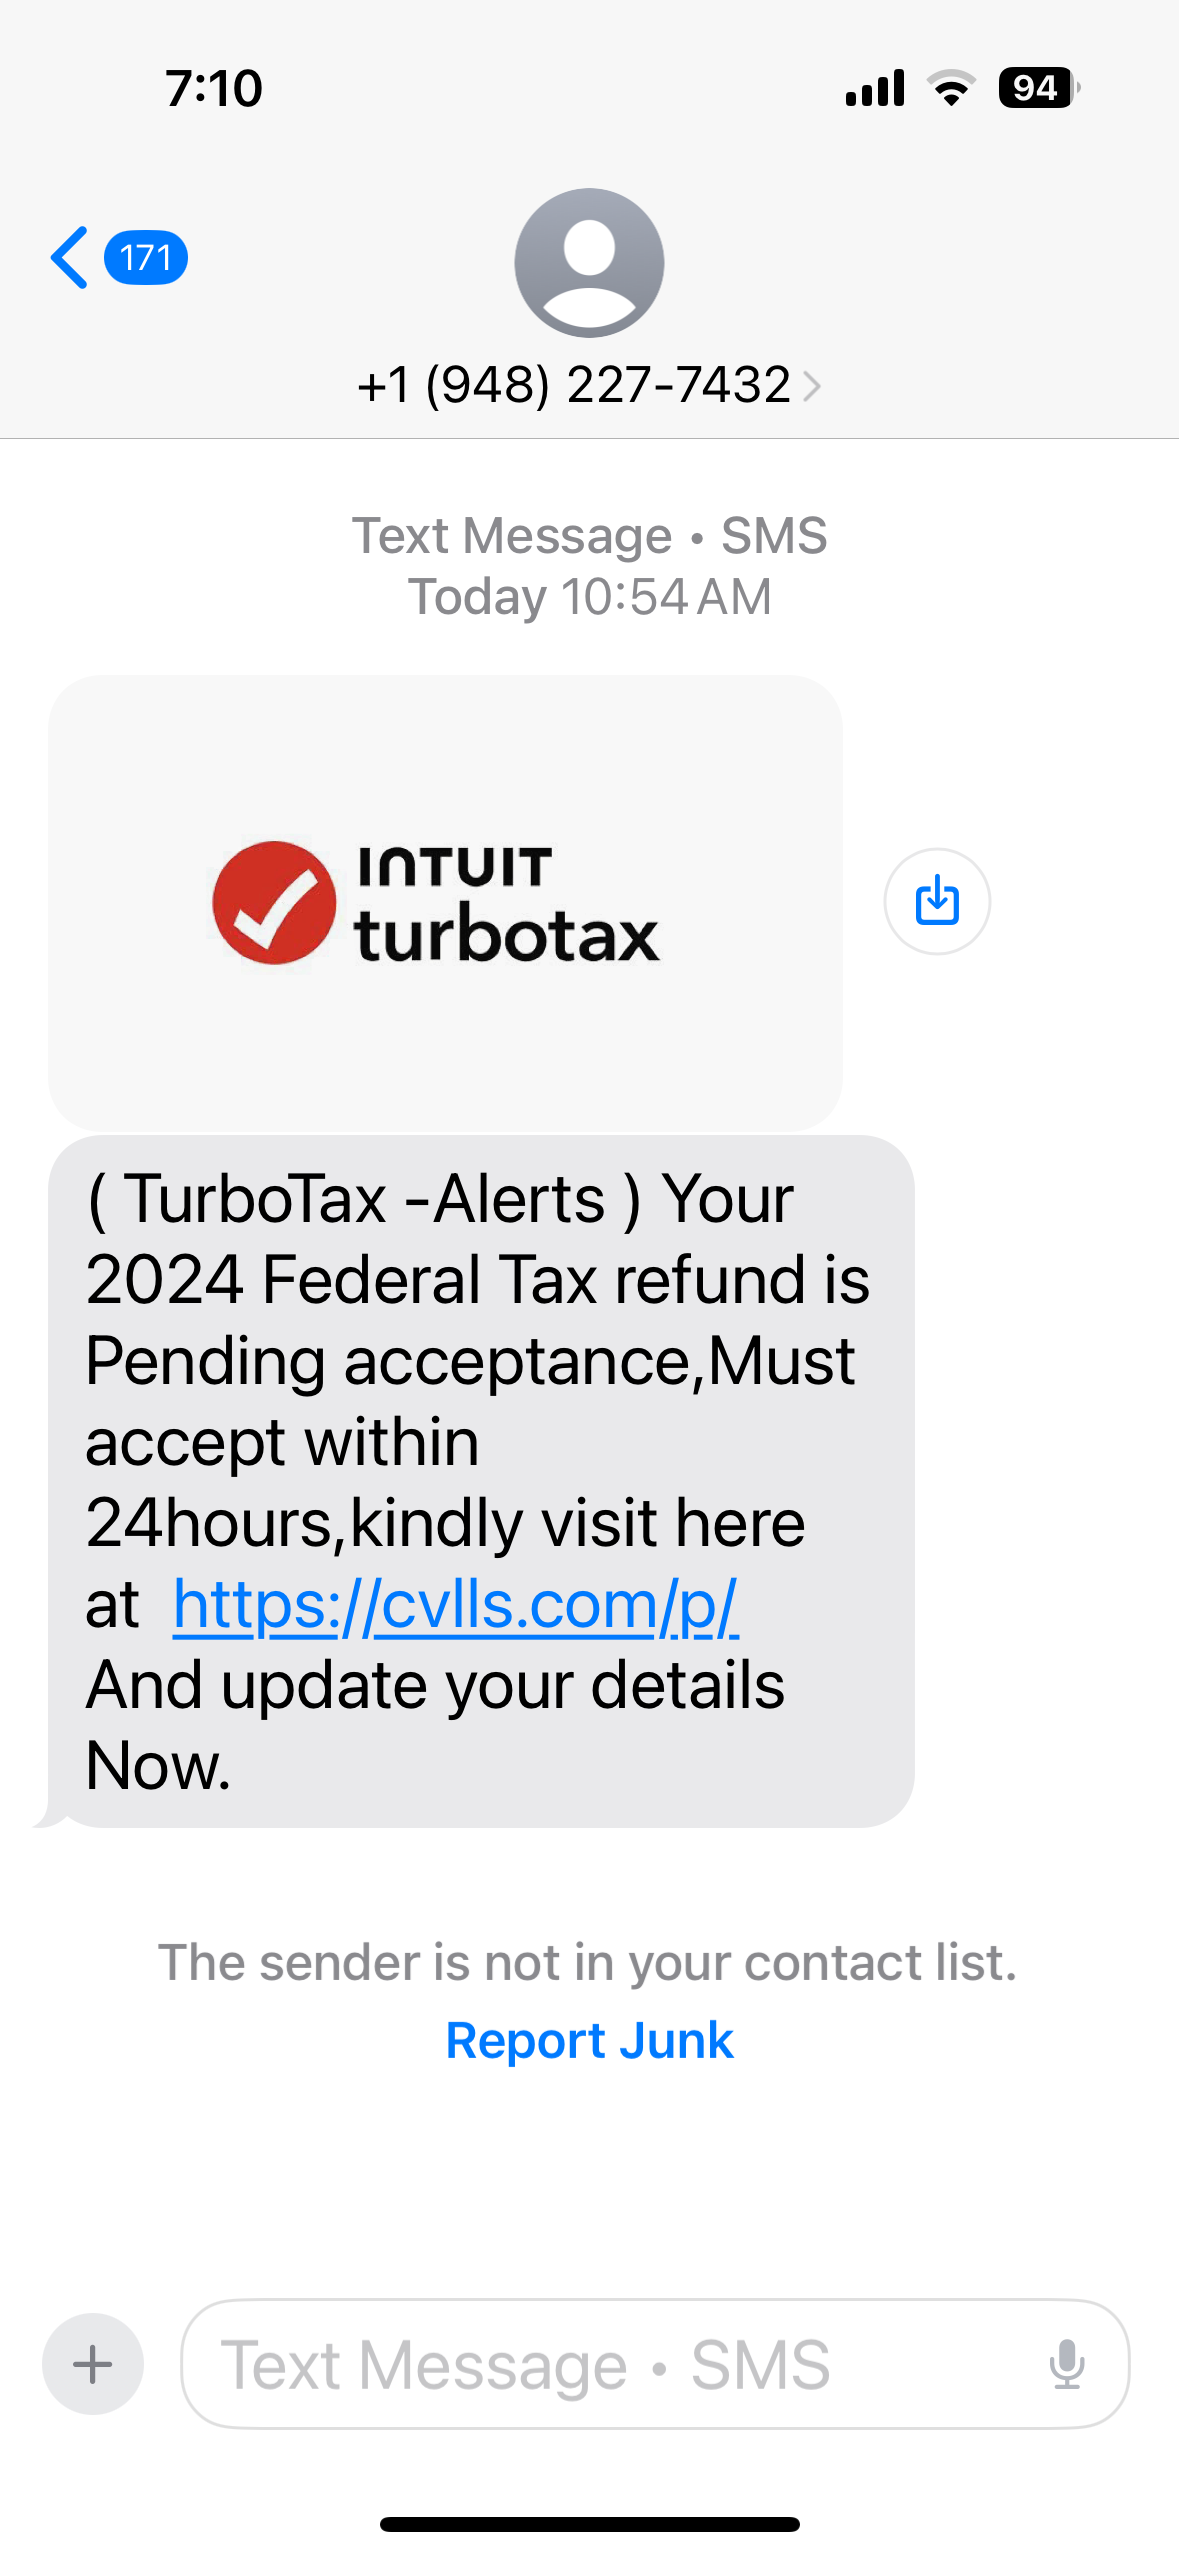 7:10
94
171
+1 (948) 227-7432
Text Message • SMS
Today 10:54 AM
INTUIT
turbotax
( TurboTax -Alerts ) Your
2024 Federal Tax refund is
Pending acceptance,Must
accept within
24hours,kindly visit here
at  https://cvlls.com/p/
And update your details
Now.
The sender is not in your contact list.
Report Junk
Text Message • SMS